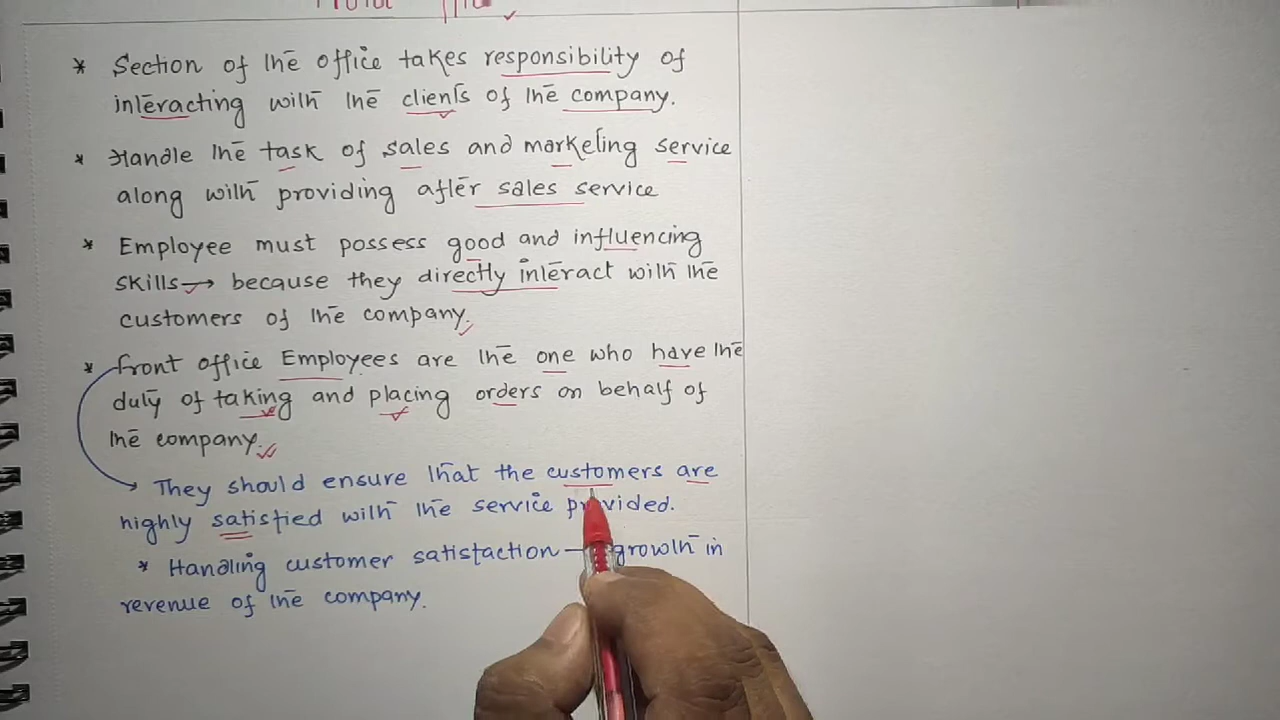 * Section of the office takes responsibility of
interacting with the clients of the company.
* Handle the task of sales and marketing service
along with providing after sales service
* Employee must possess good and influencing
skills → because they directly interact with the
customers of the company.
* Front office Employees are the one who have the
duty of taking and placing orders on behalf of
the company.
They should ensure that the customers are
highly satisfied with the service provided.
* Handling customer satisfaction — growth in
revenue of the company.